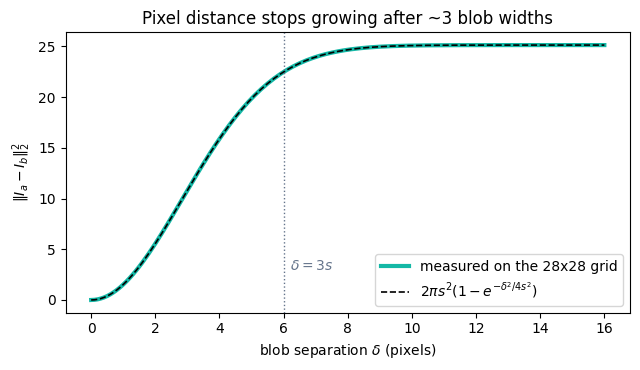 Pixel distance stops growing after ~3 blob widths
25
20
15
10
5
0
‖I_a − I_b‖₂²
δ = 3s
measured on the 28x28 grid
2πs²(1 − e^{−δ²/4s²})
0 2 4 6 8 10 12 14 16
blob separation δ (pixels)